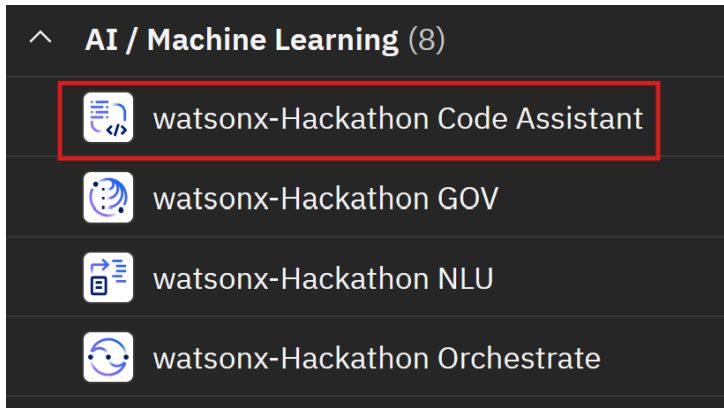 AI / Machine Learning (8)
watsonx-Hackathon Code Assistant
watsonx-Hackathon GOV
watsonx-Hackathon NLU
watsonx-Hackathon Orchestrate